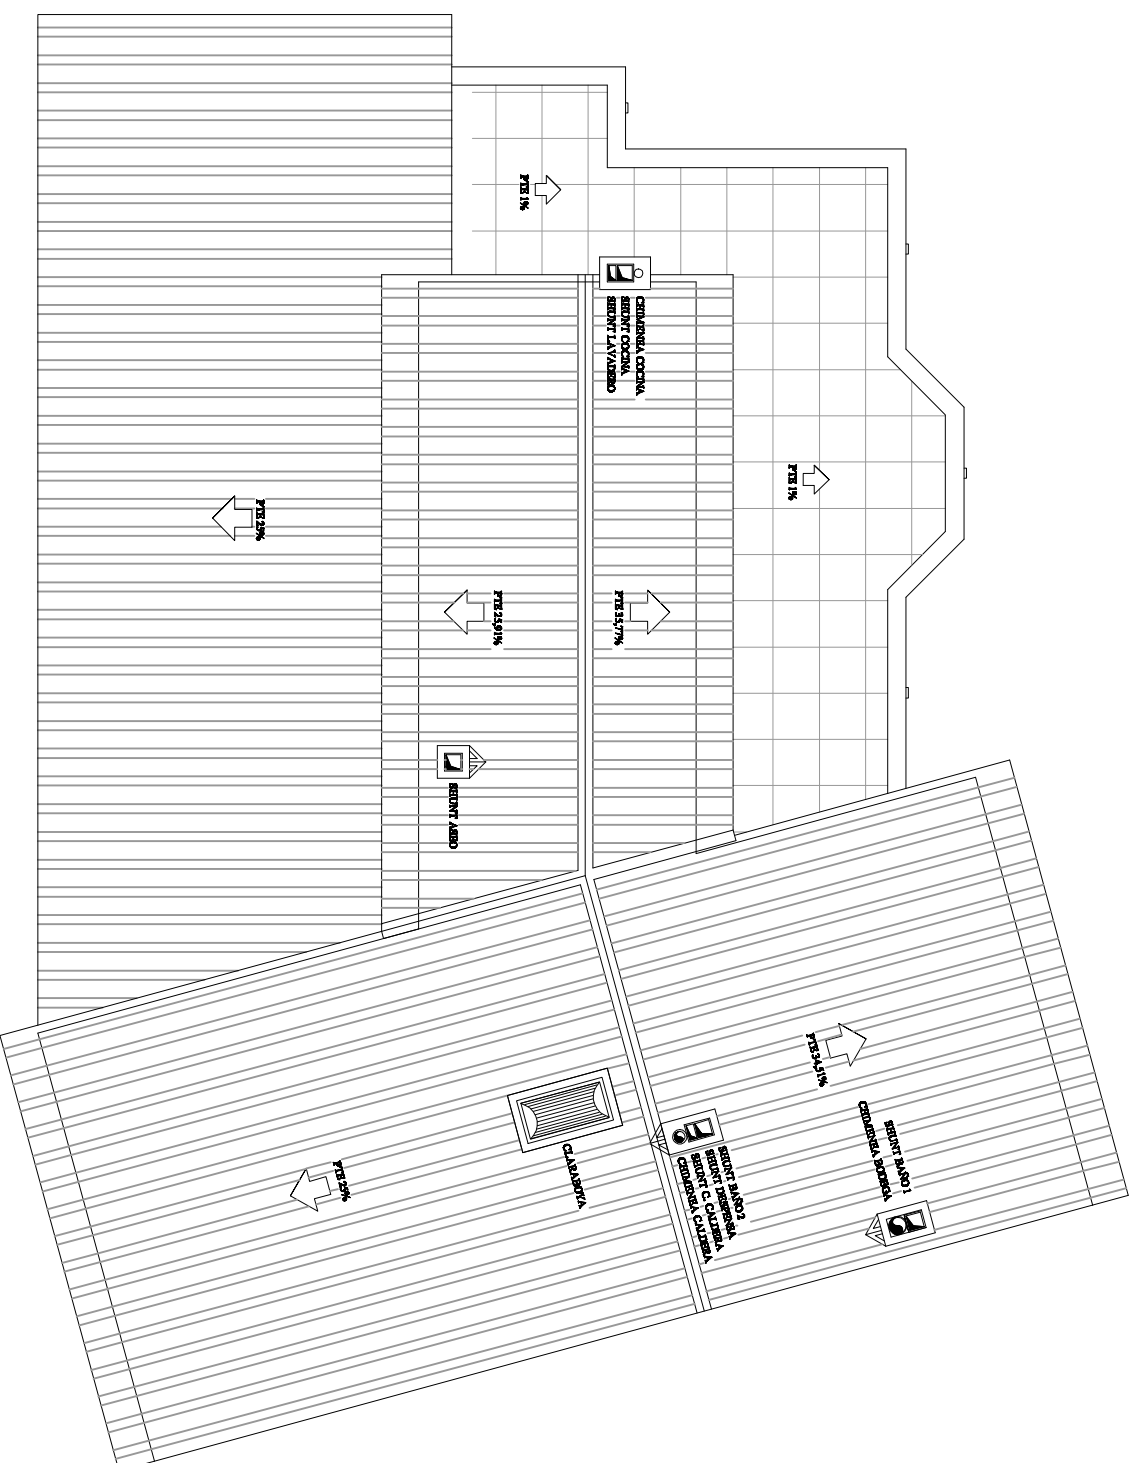 PTE 1%
CHIMENEA COCINA
SHUNT COCINA
SHUNT LAVADERO
PTE 1%
PTE 25%
PTE 25,91%
PTE 35,77%
SHUNT ASEO
PTE 34,51%
SHUNT BAÑO 1
CHIMENEA BODEGA
CLARABOYA
SHUNT BAÑO 2
SHUNT DESPENSA
SHUNT C. CALDERA
CHIMENEA CALDERA
PTE 25%